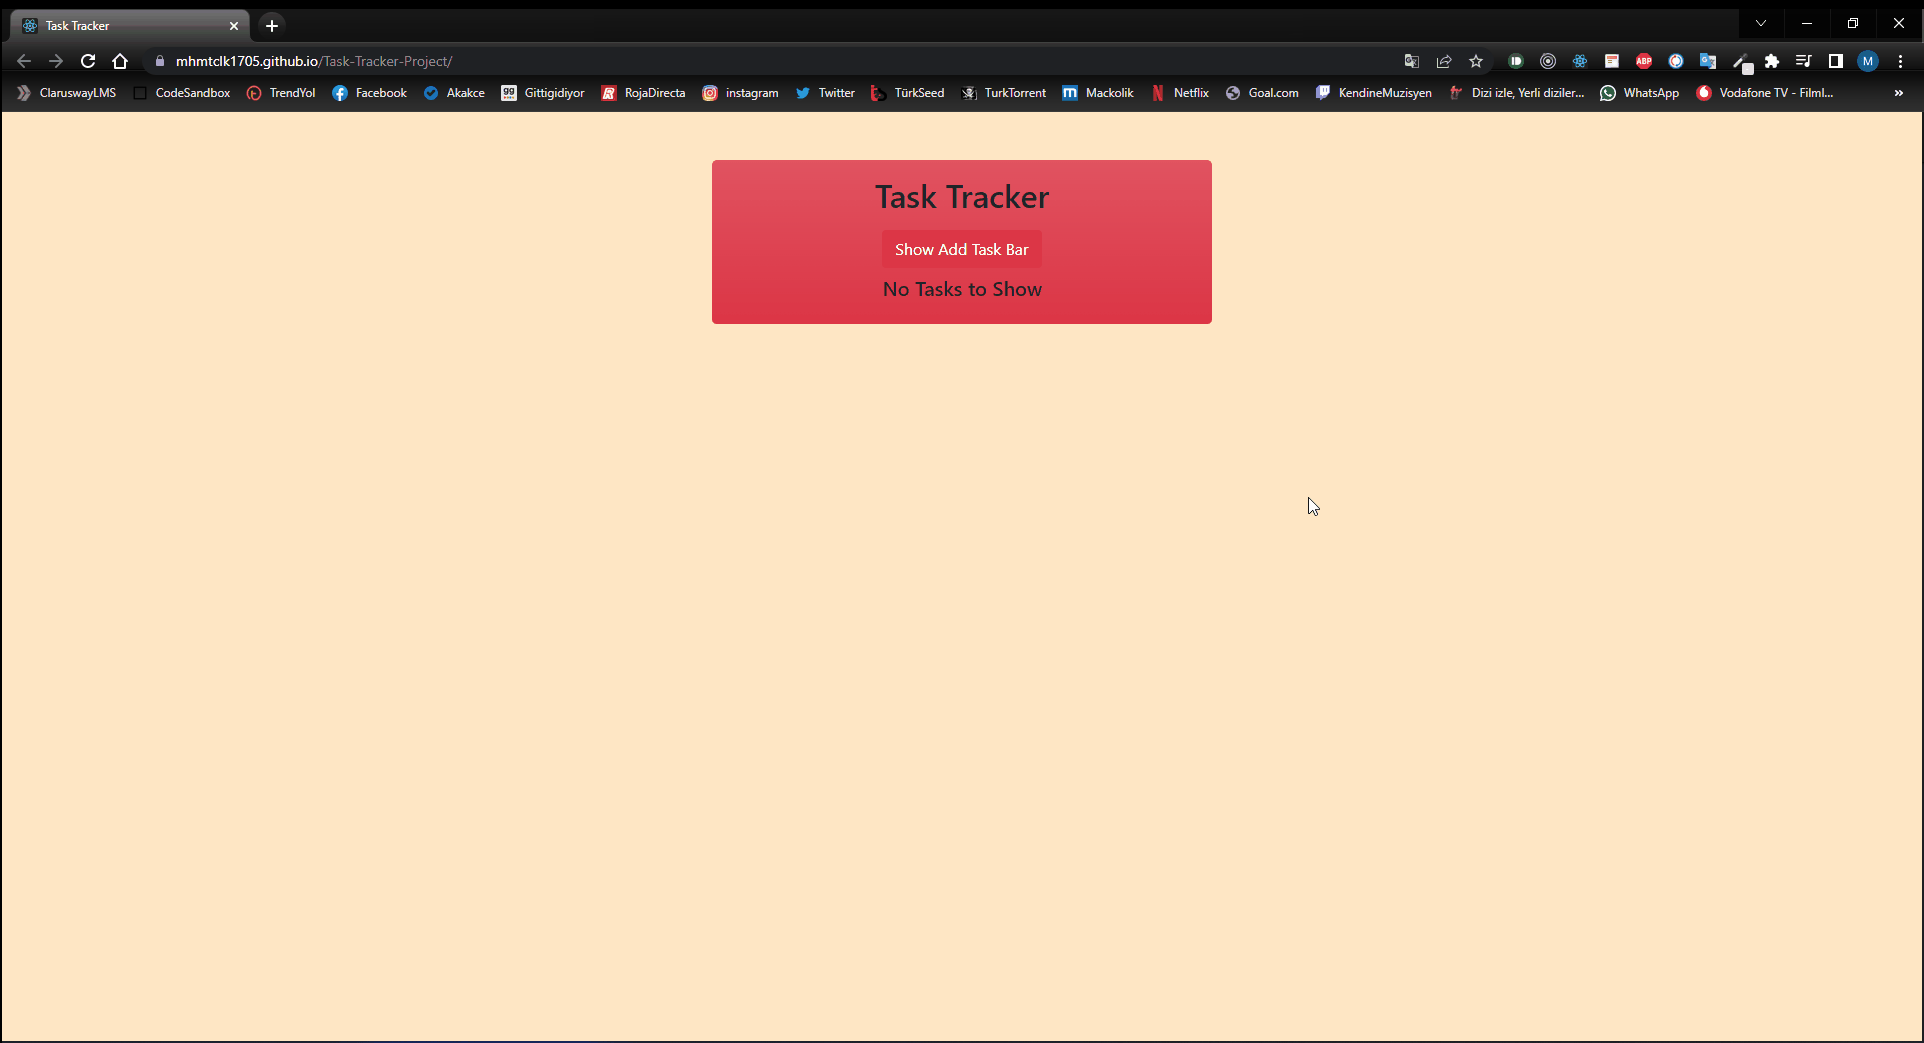 Task Tracker
mhmtclk1705.github.io/Task-Tracker-Project/
ABP
M
ClaruswayLMS CodeSandbox TrendYol Facebook Akakce Gittigidiyor RojaDirecta instagram Twitter TürkSeed TurkTorrent Mackolik Netflix Goal.com KendineMuzisyen Dizi izle, Yerli diziler... WhatsApp Vodafone TV - Filml... »
Task Tracker
Show Add Task Bar
No Tasks to Show